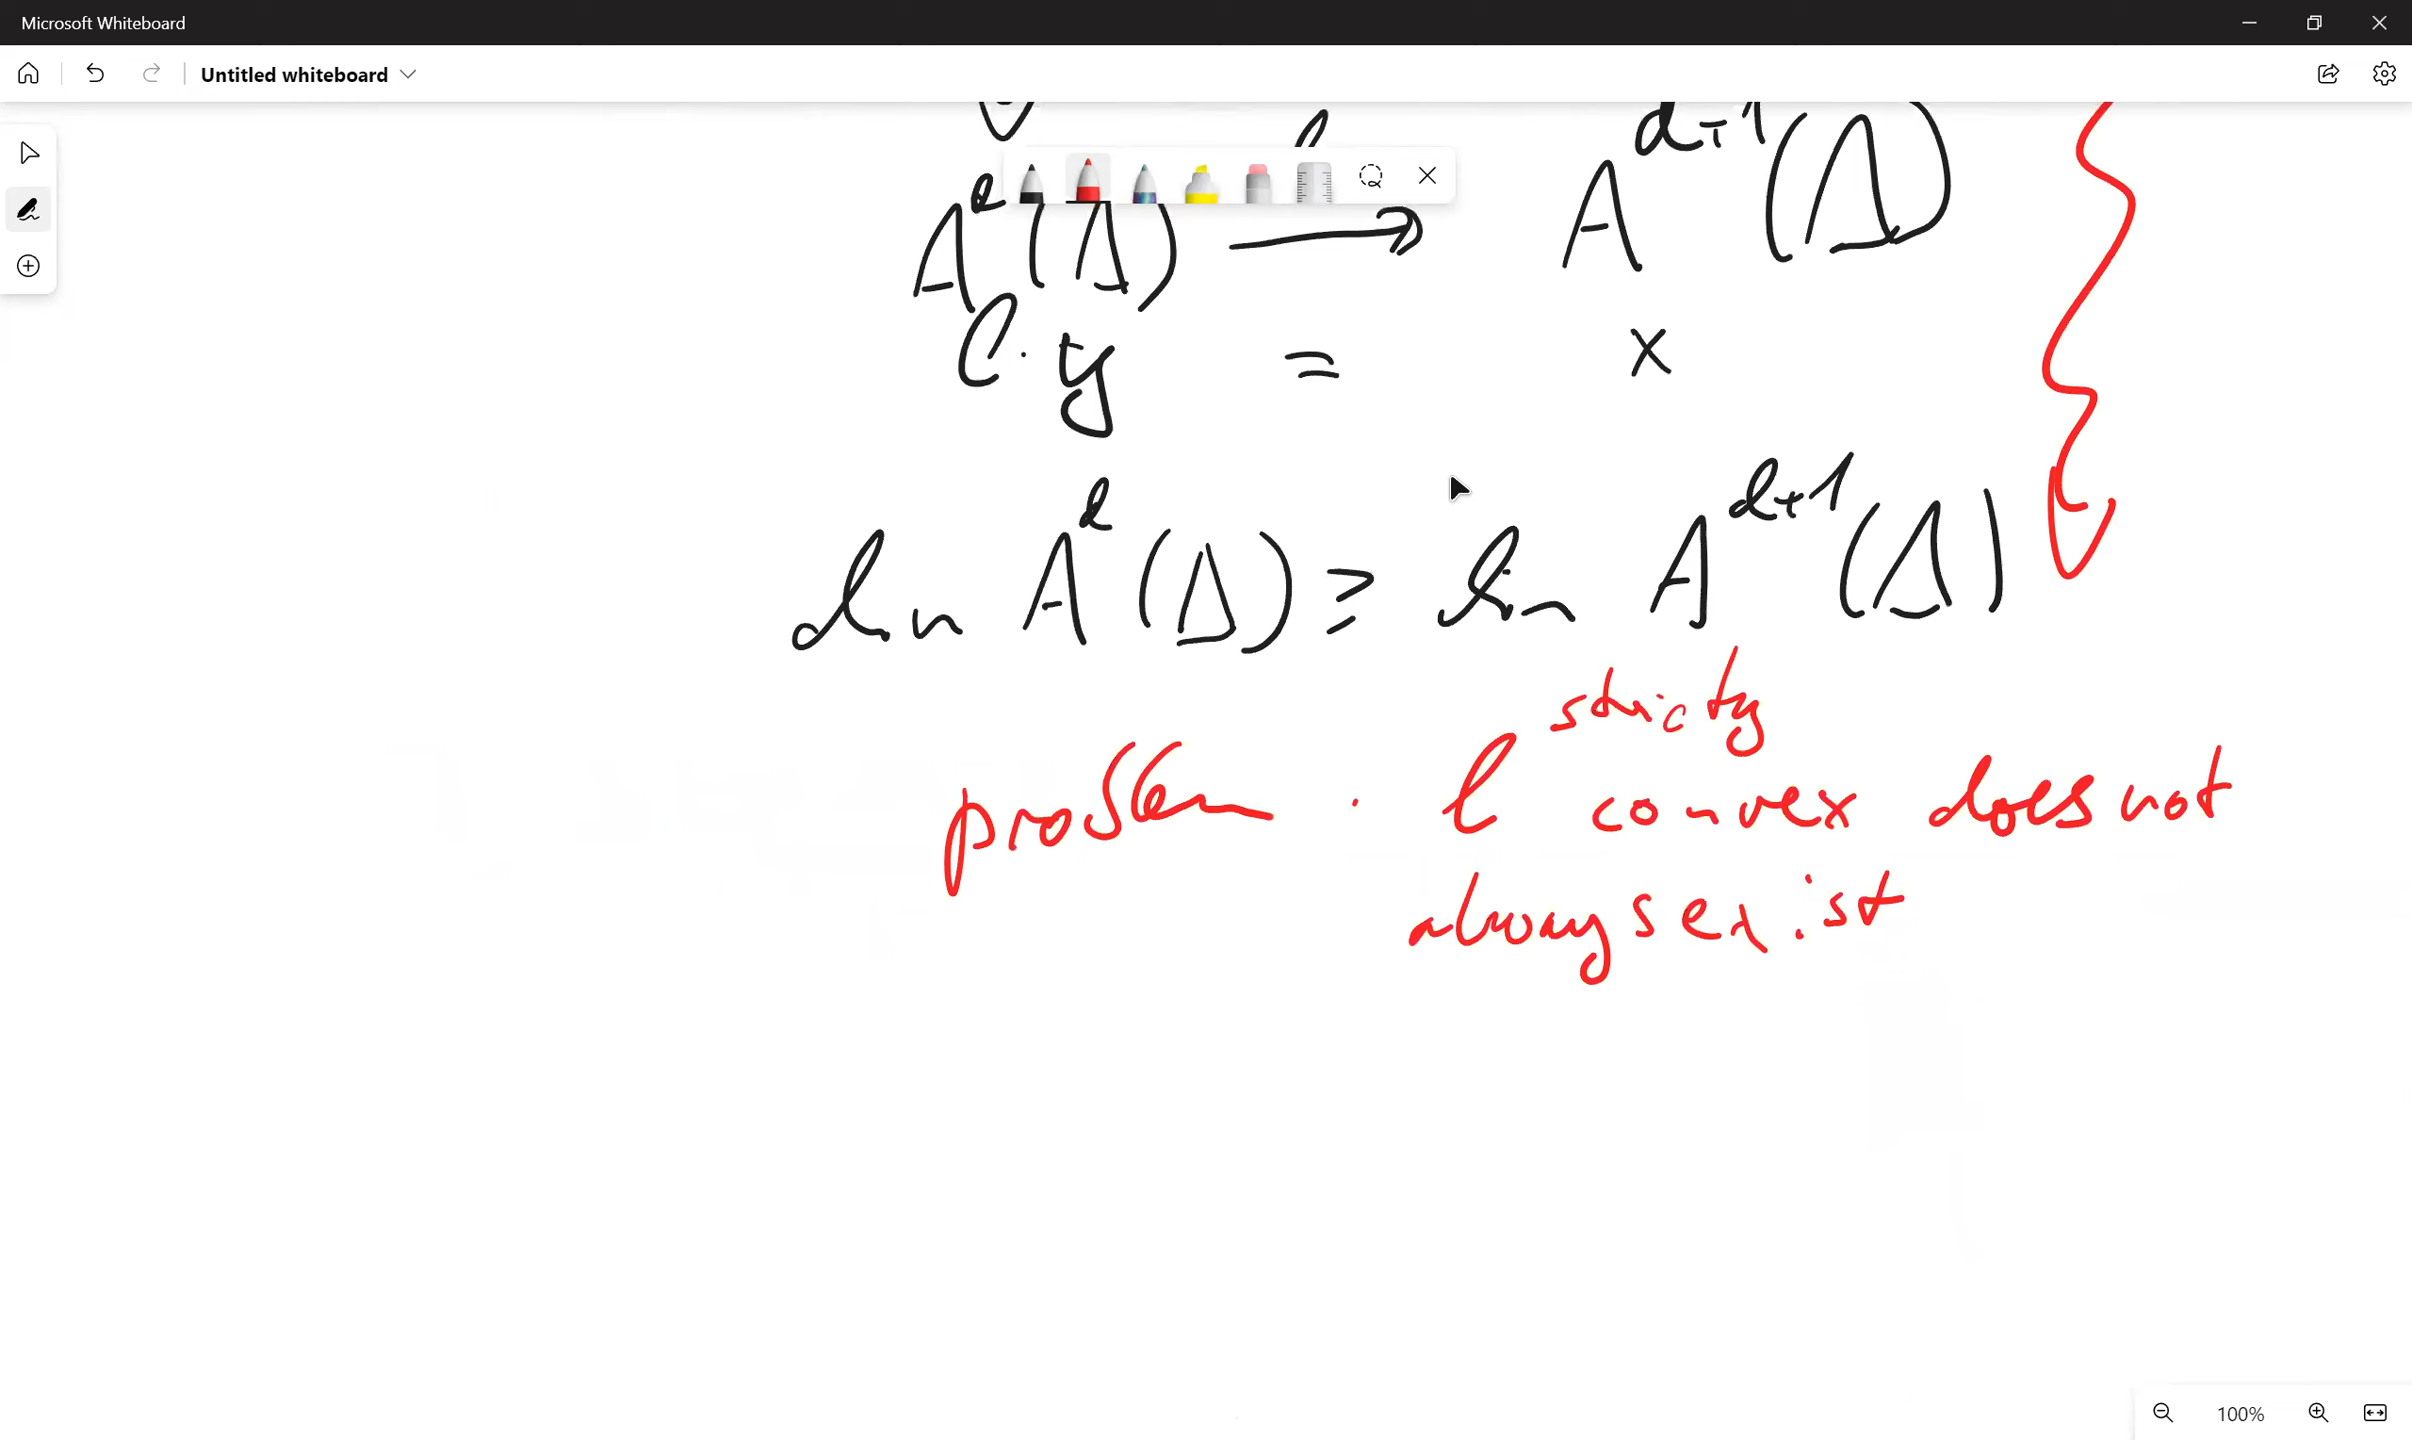 Microsoft Whiteboard
Untitled whiteboard
A^d(Δ) ⟶ A^{d+1}(Δ)
l · y = x
dim A^d(Δ) ≥ dim A^{d+1}(Δ)
strictly
problem · l convex does not
always exist
100%